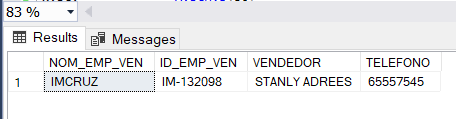 83 %
Results Messages
NOM_EMP_VEN ID_EMP_VEN VENDEDOR TELEFONO
1 IMCRUZ IM-132098 STANLY ADREES 65557545